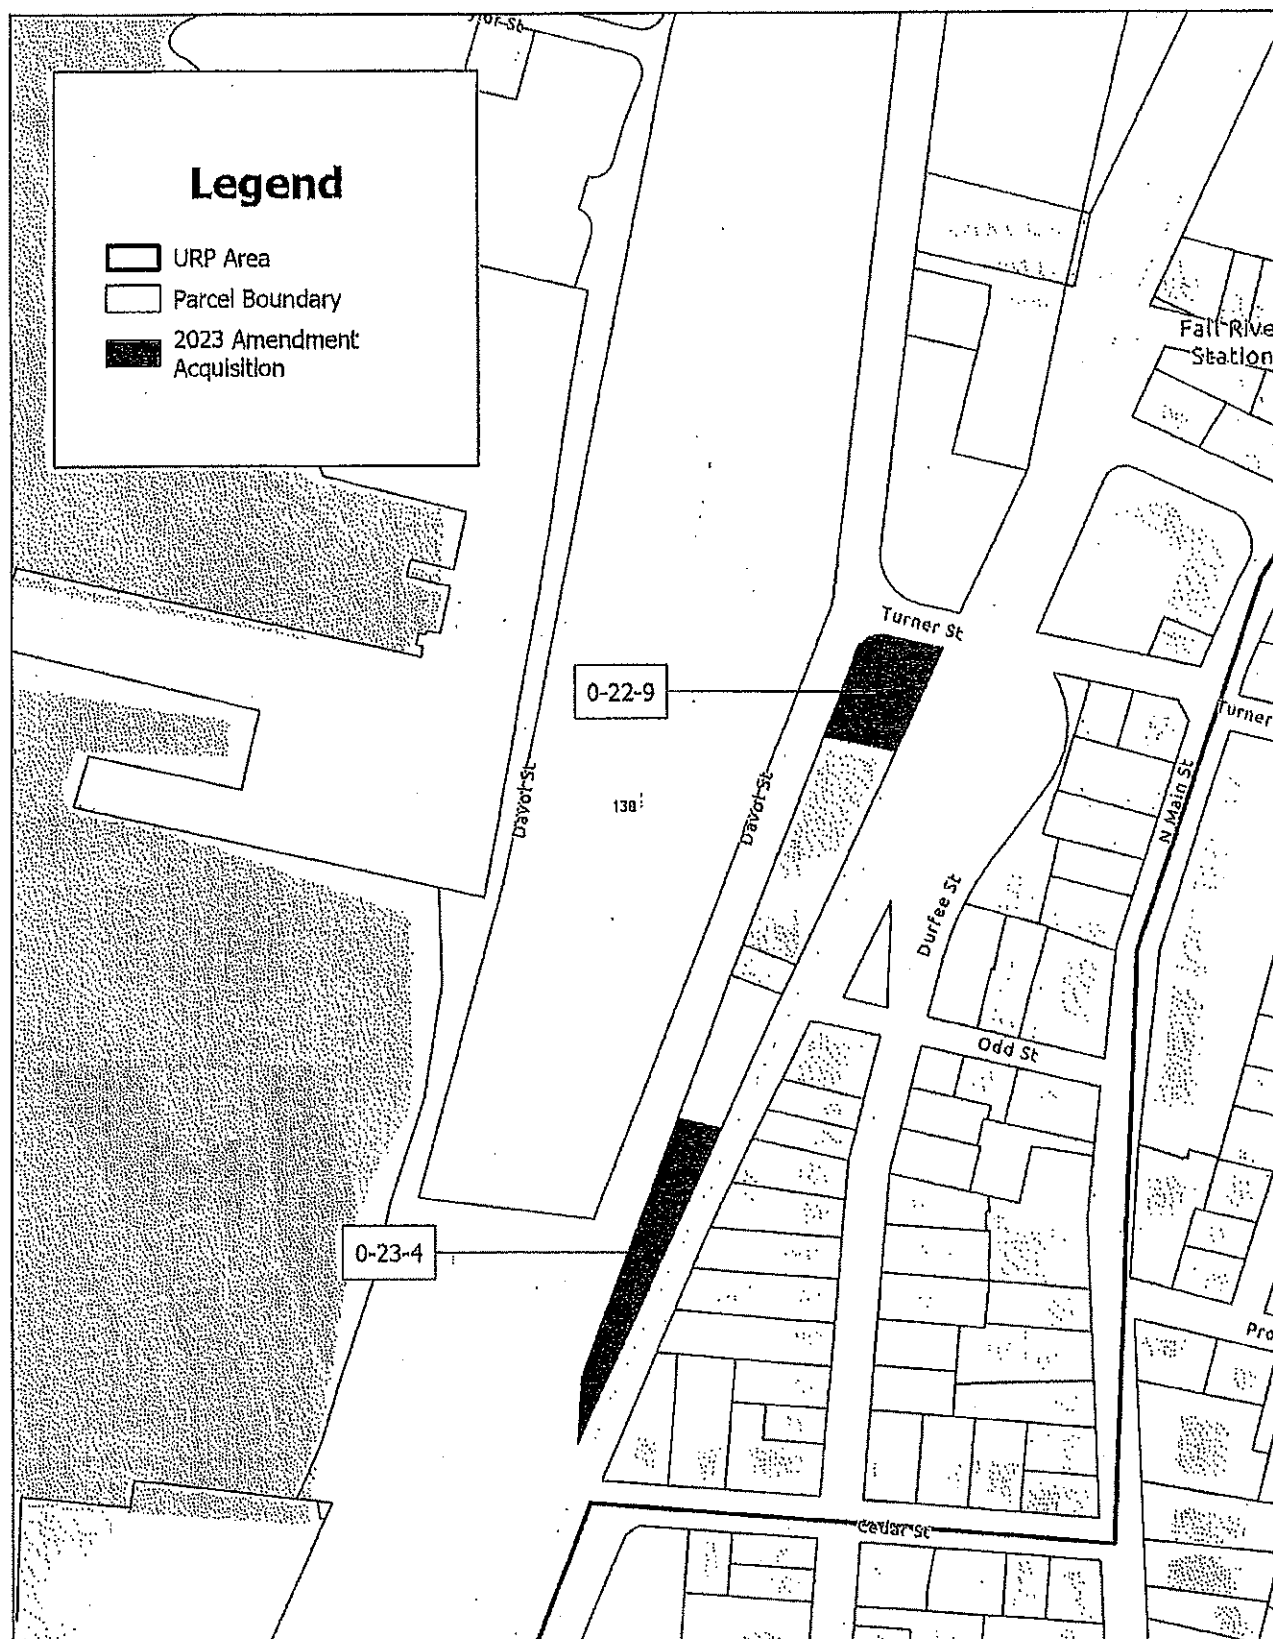 Legend
URP Area
Parcel Boundary
2023 Amendment
Acquisition
Fall Rive
Station
Turner St
0-22-9
Turner
Davol St
Davol St
130
N Main St
Durfee St
Odd St
0-23-4
Pro
Cedar St